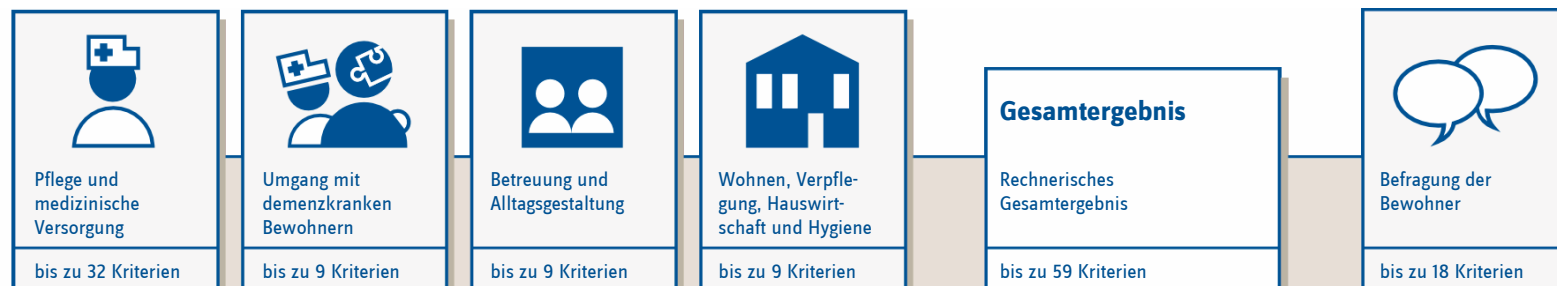 Pflege und
medizinische
Versorgung
bis zu 32 Kriterien
Umgang mit
demenzkranken
Bewohnern
bis zu 9 Kriterien
Betreuung und
Alltagsgestaltung
bis zu 9 Kriterien
Wohnen, Verpfle-
gung, Hauswirt-
schaft und Hygiene
bis zu 9 Kriterien
Gesamtergebnis
Rechnerisches
Gesamtergebnis
bis zu 59 Kriterien
Befragung der
Bewohner
bis zu 18 Kriterien